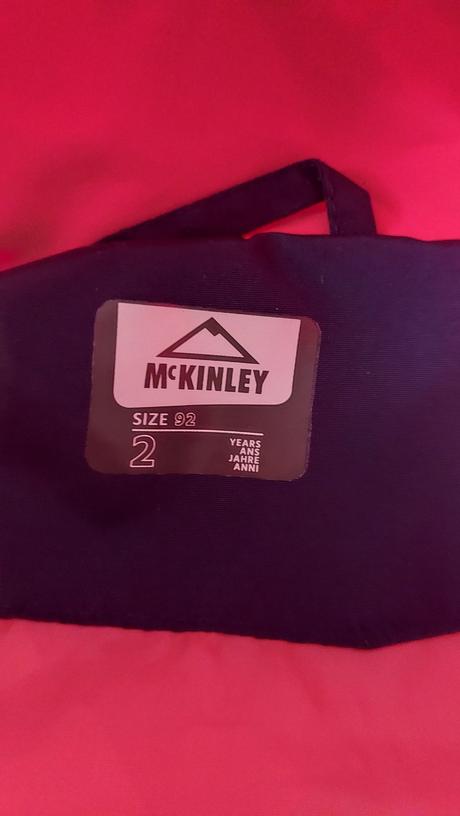 McKINLEY
SIZE 92
2
YEARS
ANS
JAHRE
ANNI